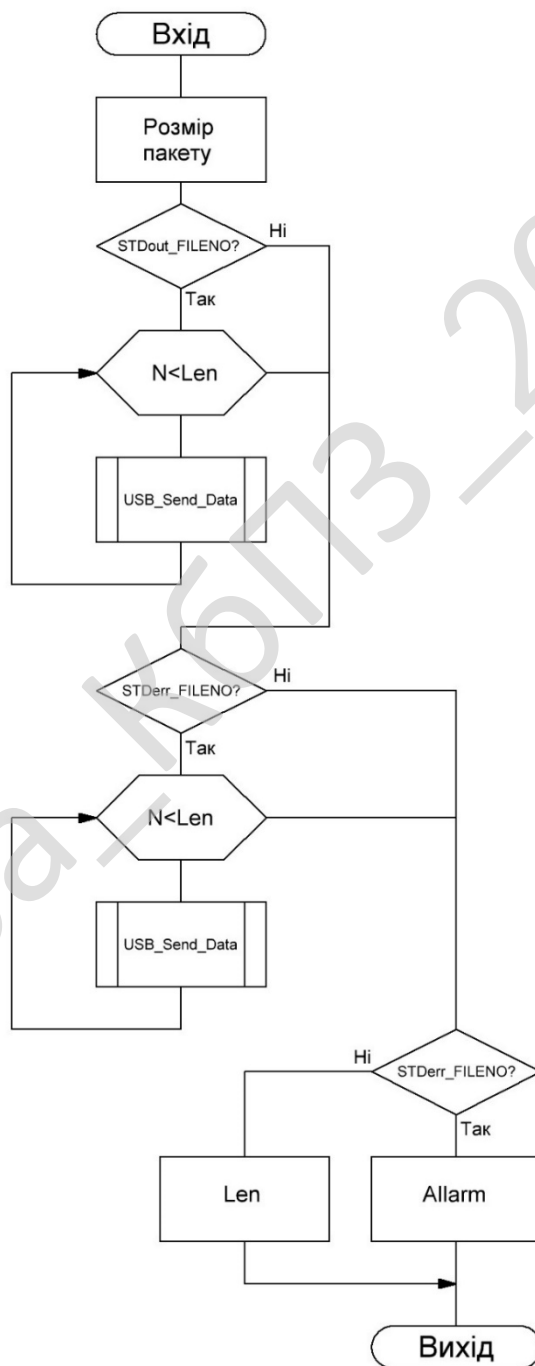 Вхід
Розмір
пакету
STDout_FILENO?
Ні
Так
N<Len
USB_Send_Data
STDerr_FILENO?
Ні
Так
N<Len
USB_Send_Data
Ні
STDerr_FILENO?
Так
Len
Allarm
Вихід